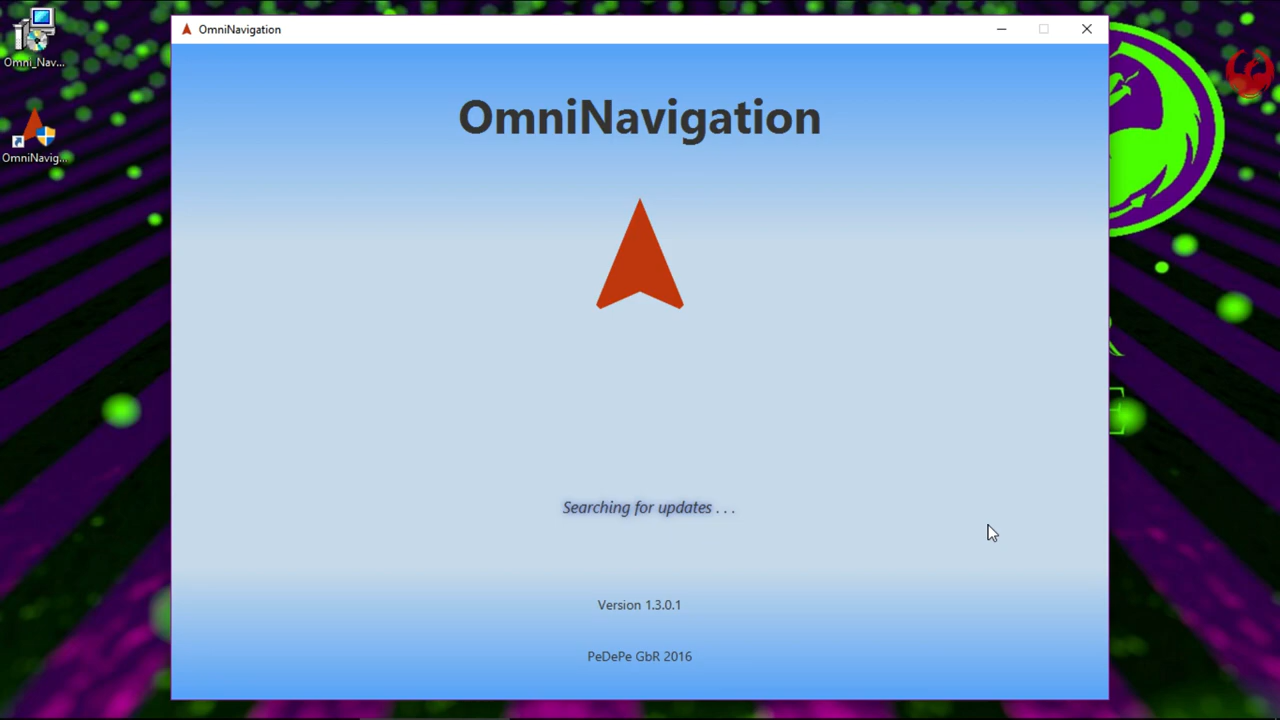 Omni_Nav...
OmniNavig...
OmniNavigation
OmniNavigation
Searching for updates . . .
Version 1.3.0.1
PeDePe GbR 2016